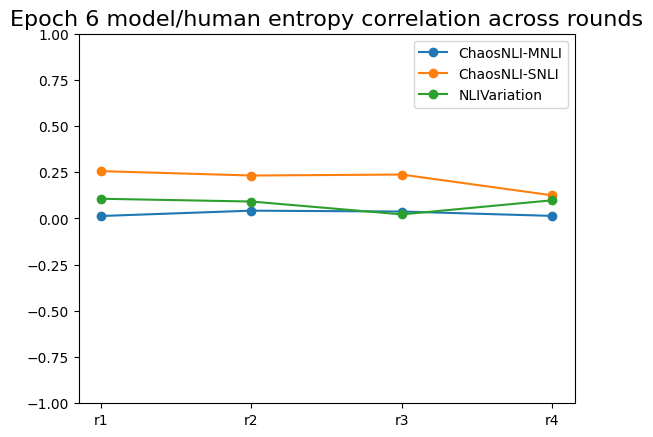 Epoch 6 model/human entropy correlation across rounds
ChaosNLI-MNLI
ChaosNLI-SNLI
NLIVariation
1.00
0.75
0.50
0.25
0.00
−0.25
−0.50
−0.75
−1.00
r1 r2 r3 r4